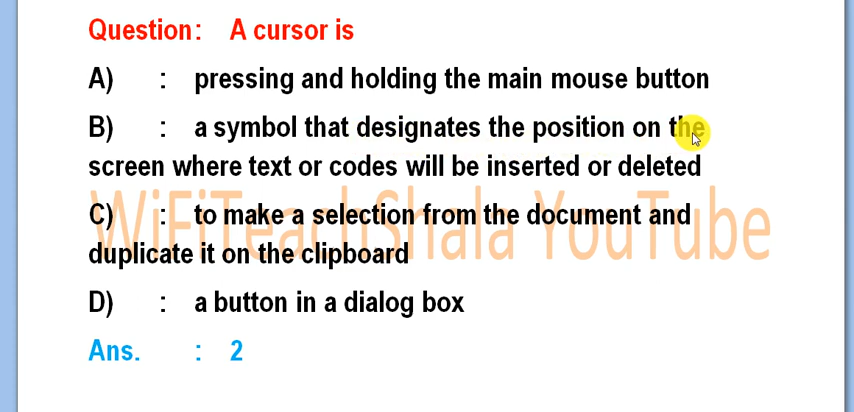 Question: A cursor is
A) : pressing and holding the main mouse button
B) : a symbol that designates the position on the
screen where text or codes will be inserted or deleted
WiFiTeachShala YouTube
C) : to make a selection from the document and
duplicate it on the clipboard
D) : a button in a dialog box
Ans. : 2